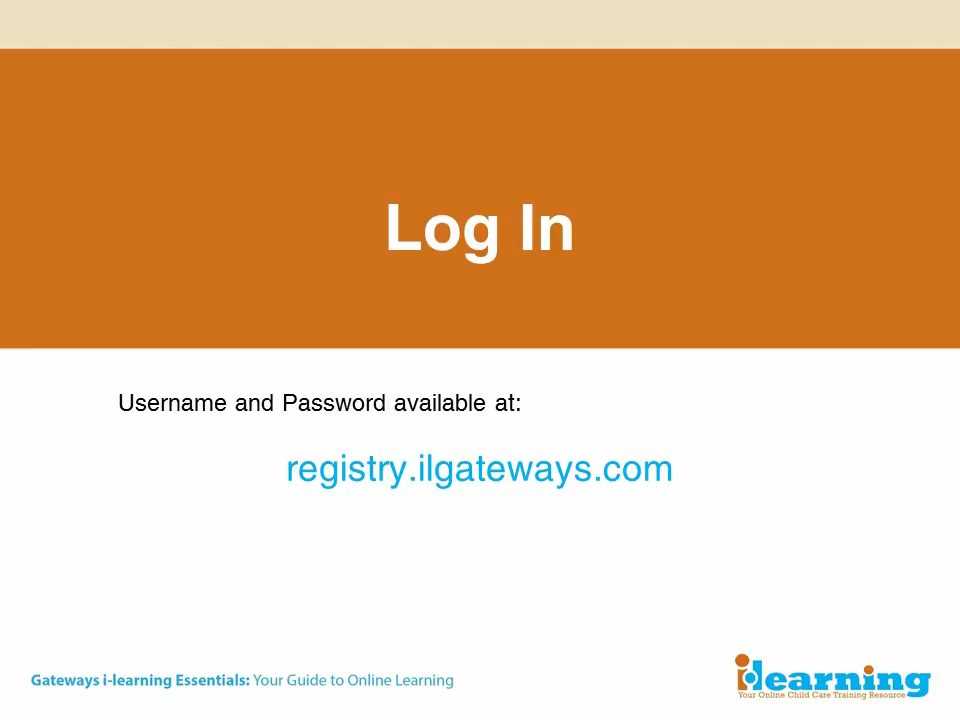 Log In
Username and Password available at:
registry.ilgateways.com
Gateways i-learning Essentials: Your Guide to Online Learning
ilearning
Your Online Child Care Training Resource